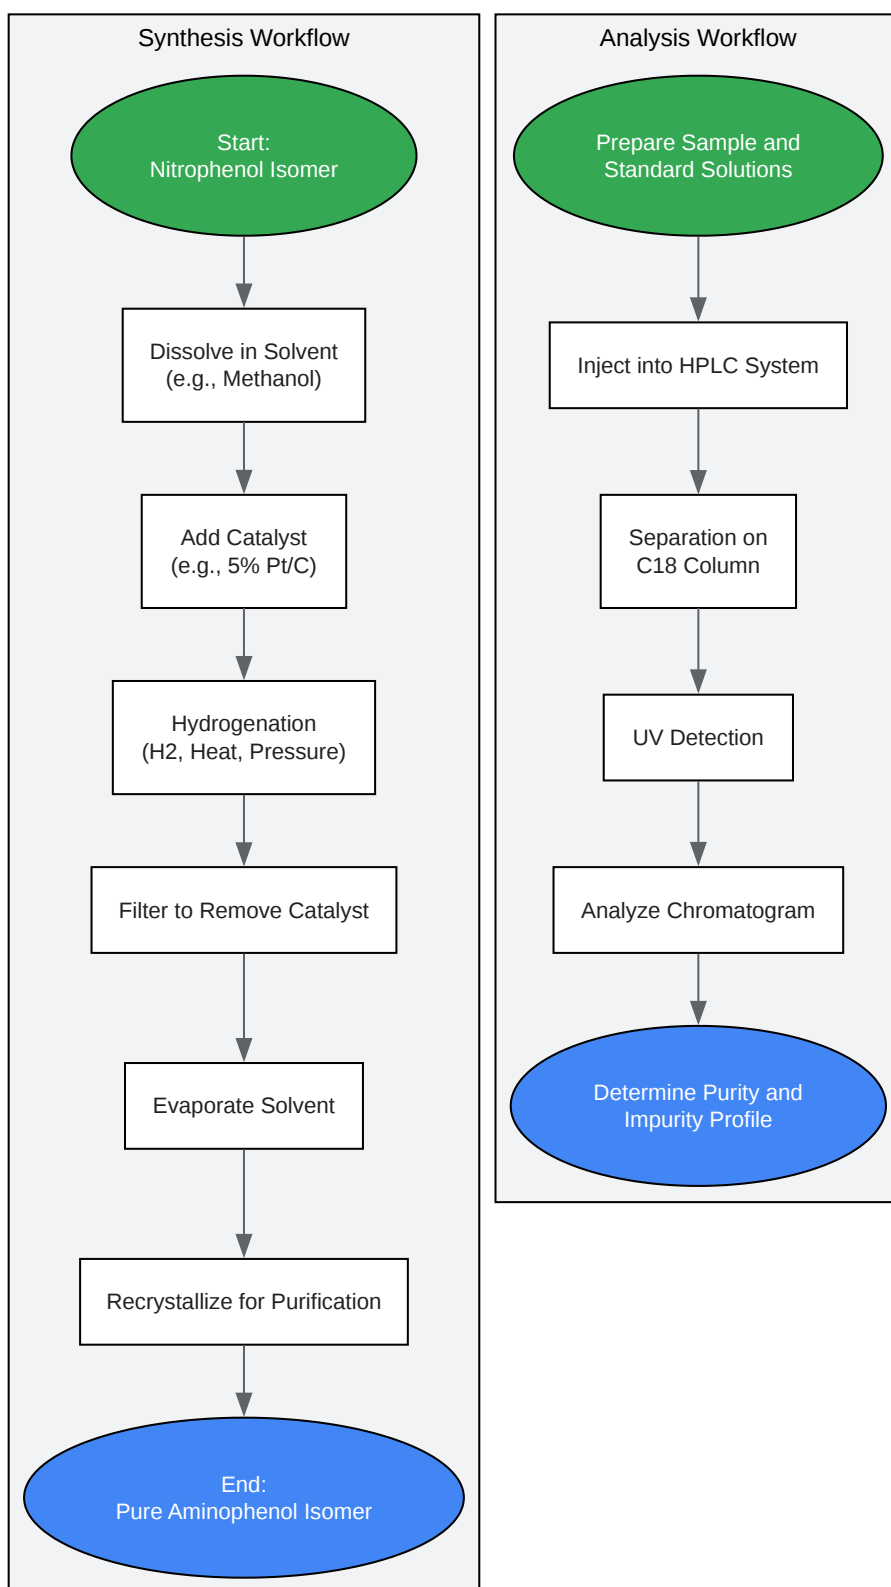 Synthesis Workflow
Start:
Nitrophenol Isomer
Dissolve in Solvent
(e.g., Methanol)
Add Catalyst
(e.g., 5% Pt/C)
Hydrogenation
(H2, Heat, Pressure)
Filter to Remove Catalyst
Evaporate Solvent
Recrystallize for Purification
End:
Pure Aminophenol Isomer
Analysis Workflow
Prepare Sample and
Standard Solutions
Inject into HPLC System
Separation on
C18 Column
UV Detection
Analyze Chromatogram
Determine Purity and
Impurity Profile